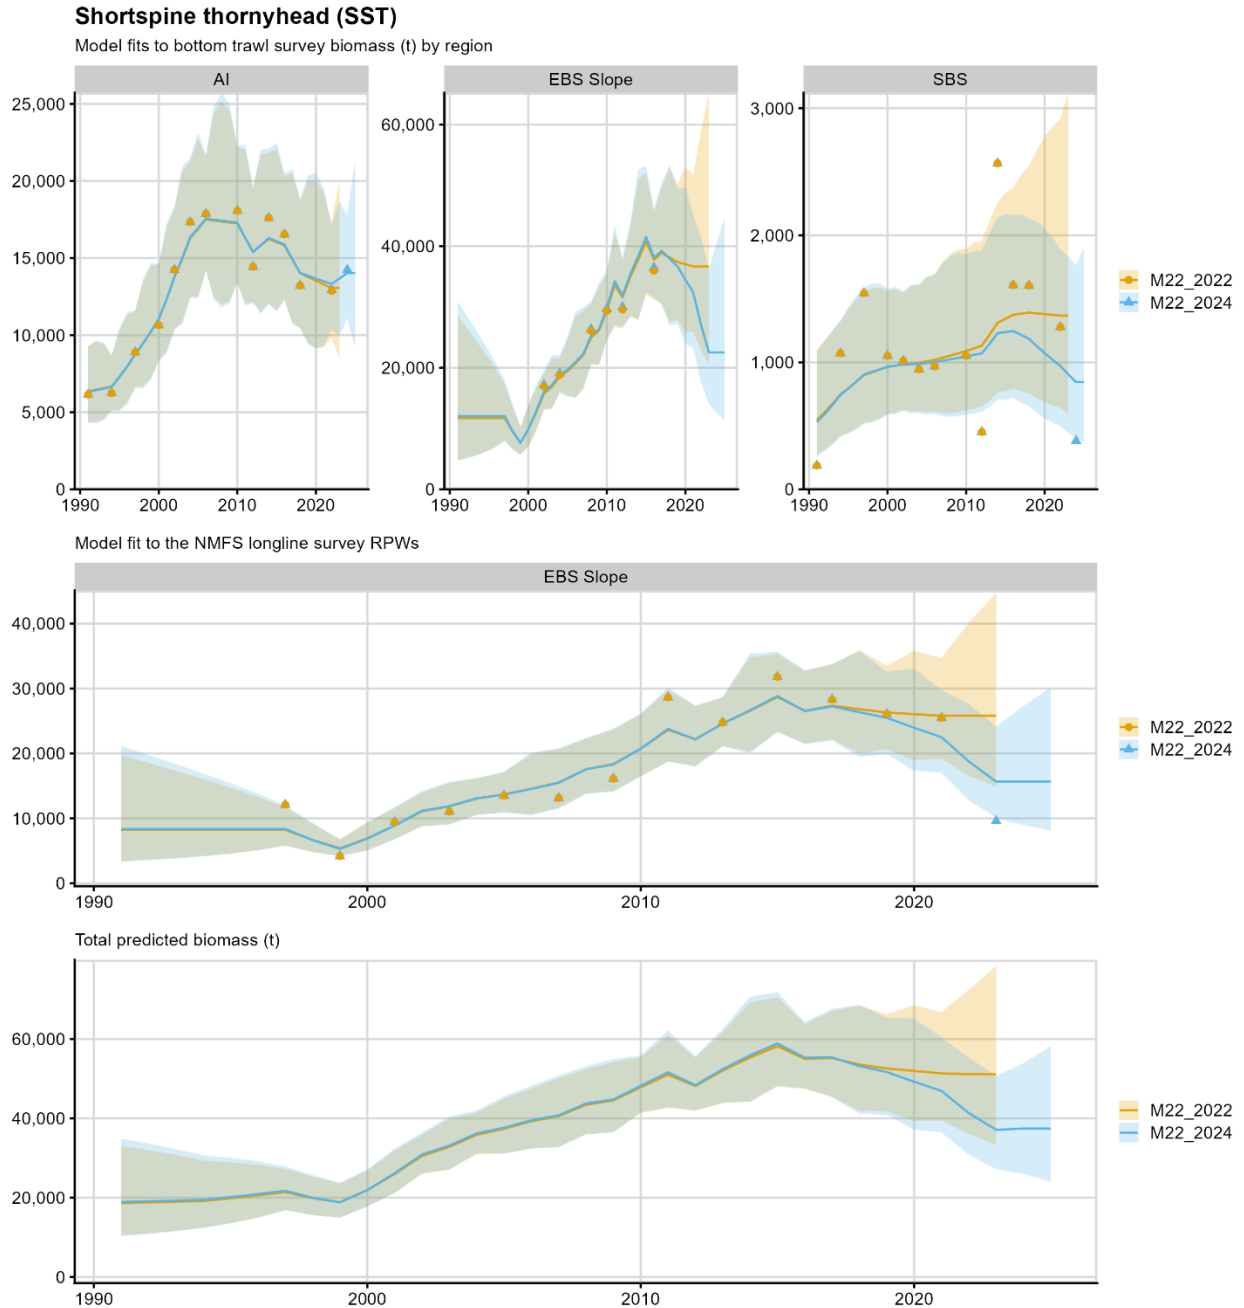 Shortspine thornyhead (SST)
Model fits to bottom trawl survey biomass (t) by region
AI
EBS Slope
SBS
25,000
20,000
15,000
10,000
5,000
0
1990 2000 2010 2020
60,000
40,000
20,000
0
1990 2000 2010 2020
3,000
2,000
1,000
0
1990 2000 2010 2020
M22_2022
M22_2024
Model fit to the NMFS longline survey RPWs
EBS Slope
40,000
30,000
20,000
10,000
0
1990 2000 2010 2020
M22_2022
M22_2024
Total predicted biomass (t)
60,000
40,000
20,000
0
1990 2000 2010 2020
M22_2022
M22_2024